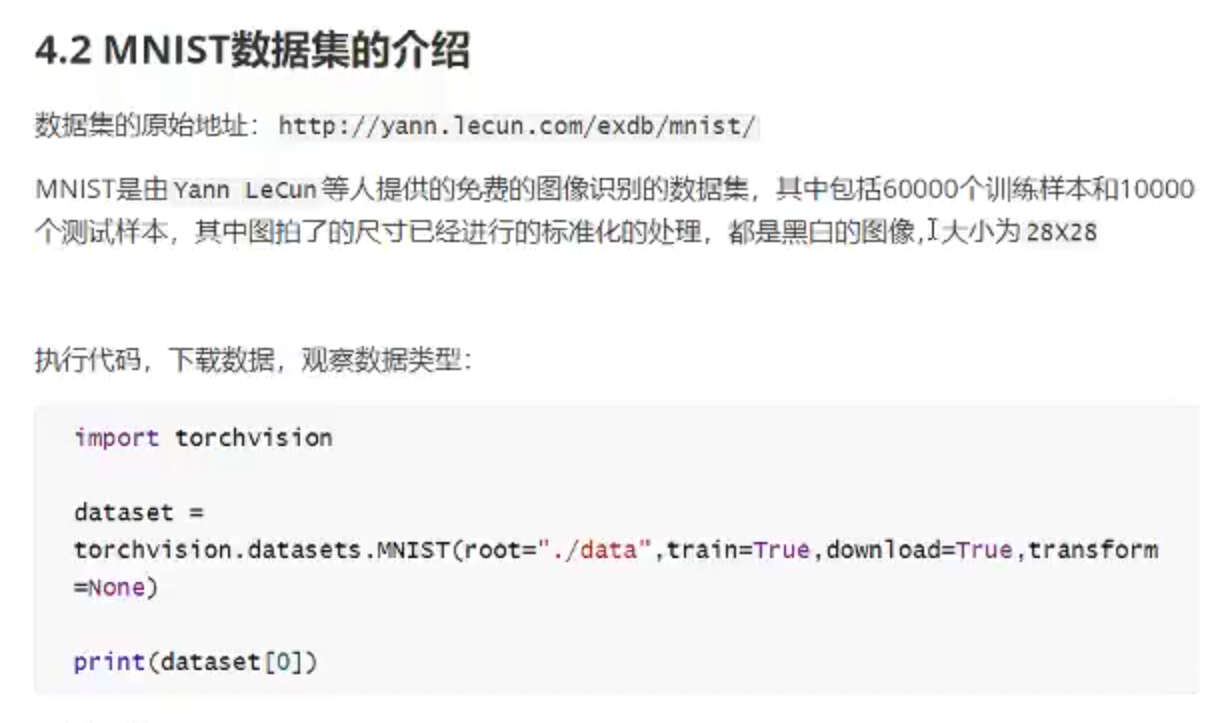 4.2 MNIST数据集的介绍
数据集的原始地址：http://yann.lecun.com/exdb/mnist/
MNIST是由Yann LeCun等人提供的免费的图像识别的数据集，其中包括60000个训练样本和10000
个测试样本，其中图拍了的尺寸已经进行的标准化的处理，都是黑白的图像，大小为28X28
执行代码，下载数据，观察数据类型：
import torchvision
dataset =
torchvision.datasets.MNIST(root="./data",train=True,download=True,transform
=None)
print(dataset[0])